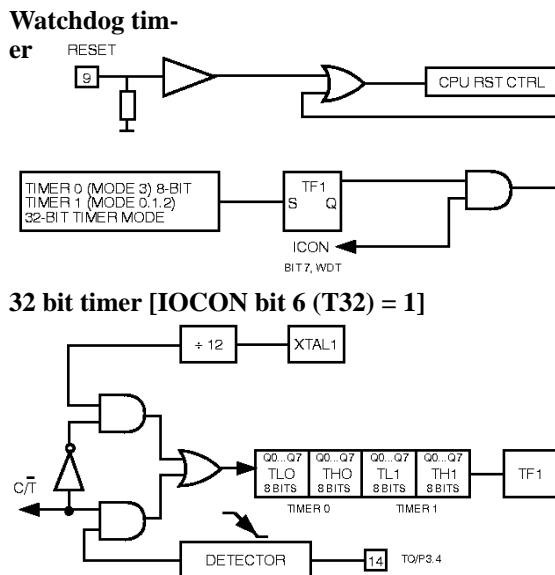 Watchdog tim-
er
RESET
9
CPU RST CTRL
TIMER 0 (MODE 3) 8-BIT
TIMER 1 (MODE 0.1.2)
32-BIT TIMER MODE
TF1
S Q
ICON
BIT 7, WDT
32 bit timer [IOCON bit 6 (T32) = 1]
÷ 12
XTAL1
C/T̅
Q0...Q7 Q0...Q7 Q0...Q7 Q0...Q7
TL0 TH0 TL1 TH1
8 BITS 8 BITS 8 BITS 8 BITS
TF1
TIMER 0 TIMER 1
DETECTOR
14
TO/P3.4